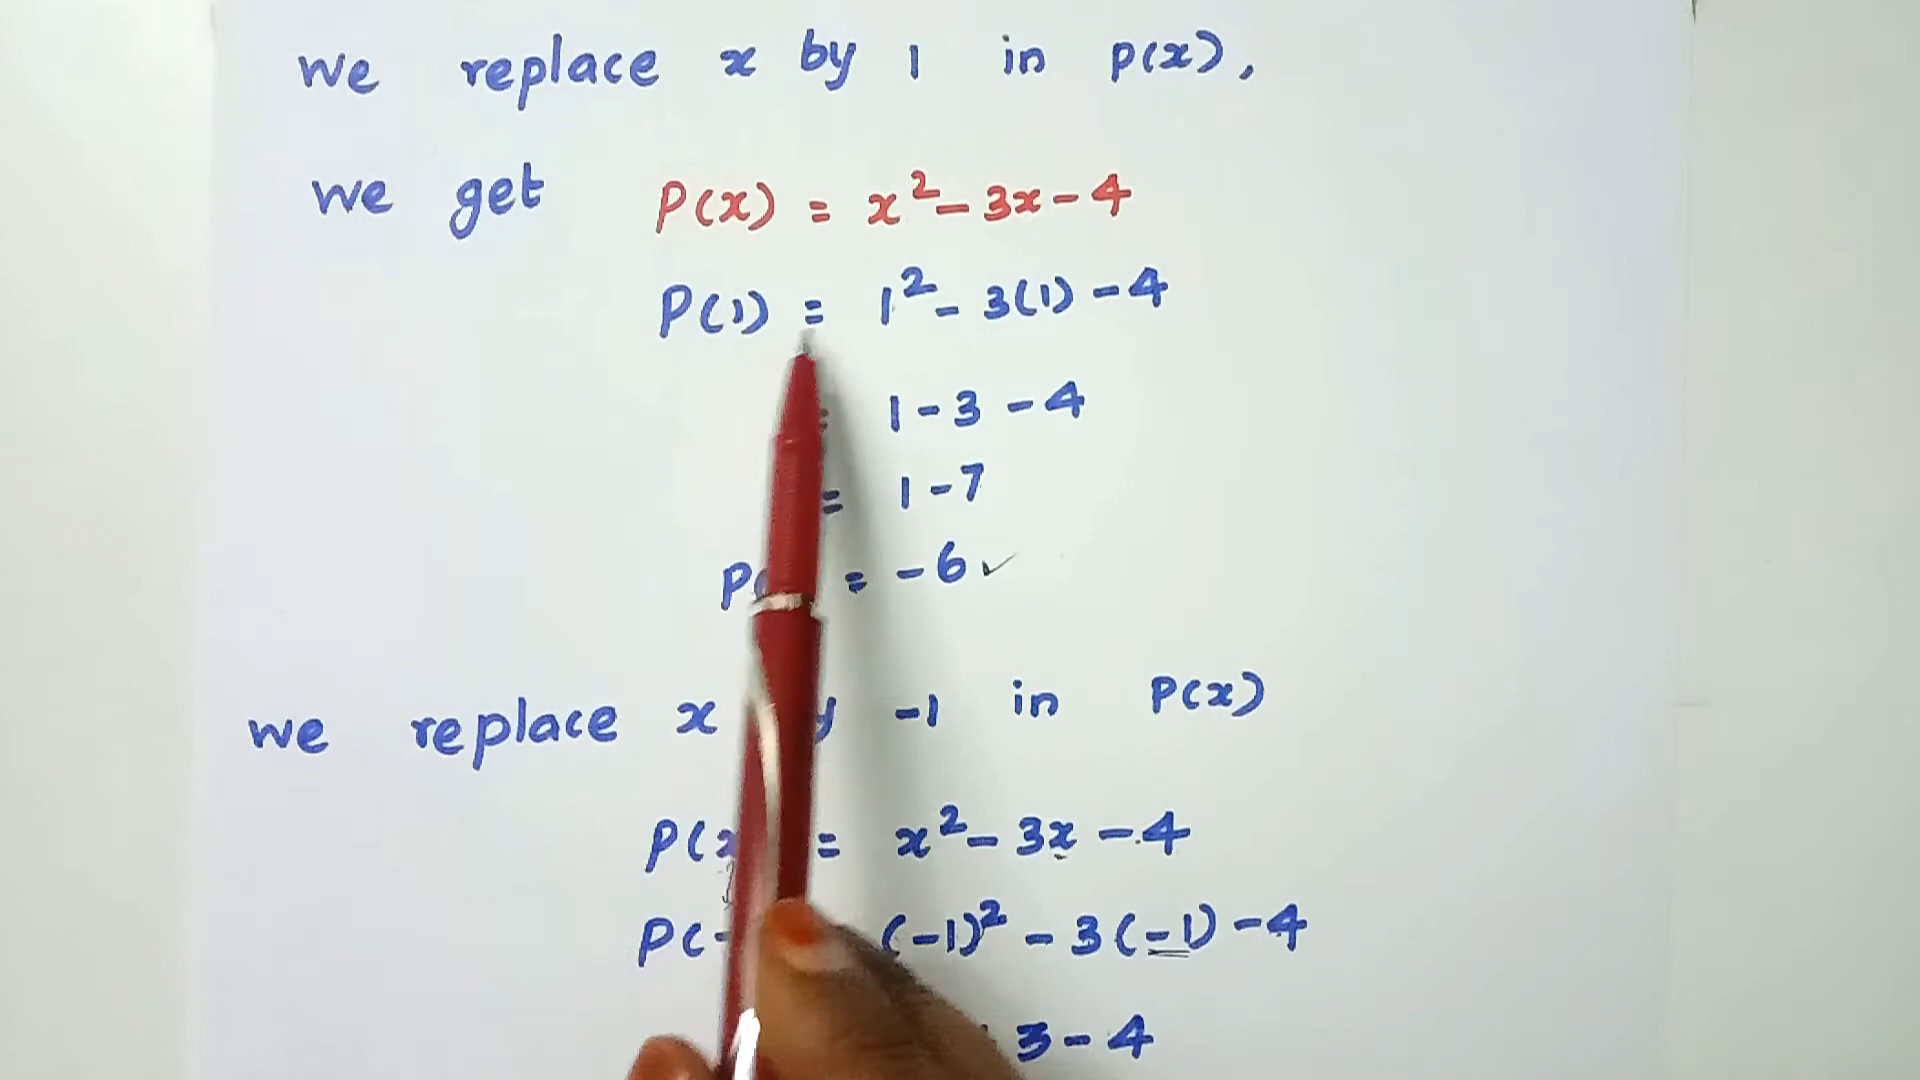 we replace x by 1 in p(x),
we get P(x) = x² - 3x - 4
P(1) = 1² - 3(1) - 4
= 1 - 3 - 4
= 1 - 7
= - 6 ✓
we replace x -1 in P(x)
= x² - 3x - 4
(-1)² - 3(-1) - 4
3 - 4